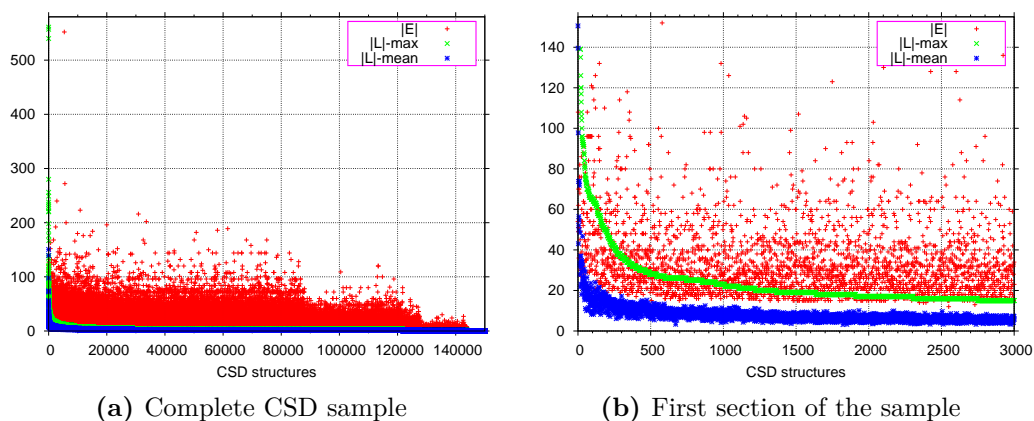 |E|
|L|-max
|L|-mean
500
400
300
200
100
0
0 20000 40000 60000 80000 100000 120000 140000
CSD structures
(a) Complete CSD sample
|E|
|L|-max
|L|-mean
140
120
100
80
60
40
20
0
0 500 1000 1500 2000 2500 3000
CSD structures
(b) First section of the sample